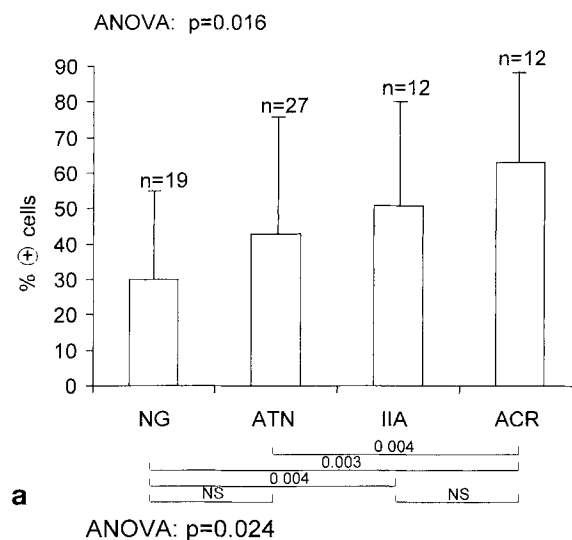 ANOVA: p=0.016
90
80
70
60
50
40
30
20
10
0
% ⊕ cells
n=19
n=27
n=12
n=12
NG ATN IIA ACR
0 004
0.003
0 004
NS NS
a
ANOVA: p=0.024